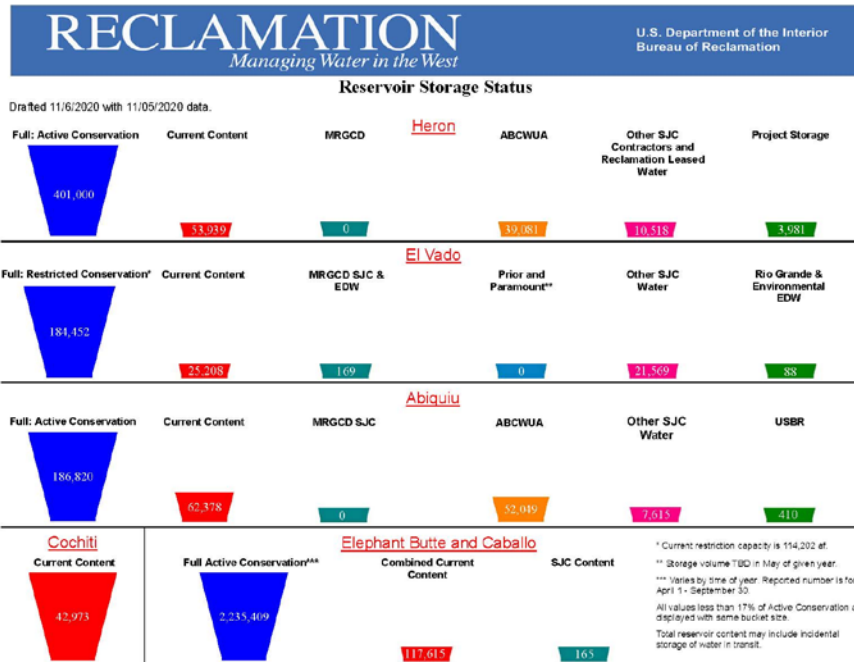 RECLAMATION
Managing Water in the West
U.S. Department of the Interior
Bureau of Reclamation
Reservoir Storage Status
Drafted 11/6/2020 with 11/05/2020 data.
Heron
Full: Active Conservation
Current Content
MRGCD
ABCWUA
Other SJC
Contractors and
Reclamation Leased
Water
Project Storage
401,000
53,939
0
39,081
10,518
3,981
El Vado
Full: Restricted Conservation*
Current Content
MRGCD SJC &
EDW
Prior and
Paramount**
Other SJC
Water
Rio Grande &
Environmental
EDW
184,452
25,208
169
0
21,569
88
Abiquiu
Full: Active Conservation
Current Content
MRGCD SJC
ABCWUA
Other SJC
Water
USBR
186,820
62,378
0
52,049
7,615
410
Cochiti
Current Content
42,973
Elephant Butte and Caballo
Full Active Conservation***
Combined Current
Content
SJC Content
2,235,409
117,615
165
* Current restriction capacity is 114,202 af.
** Storage volume TBD in May of given year.
*** Varies by time of year. Reported number is for
April 1 - September 30.
All values less than 17% of Active Conservation a
displayed with same bucket size.
Total reservoir content may include incidental
storage of water in transit.